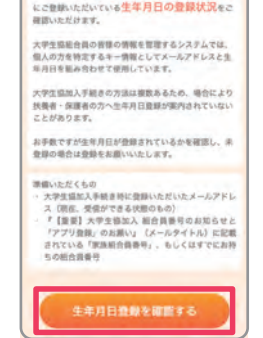 にご登録いただいている生年月日の登録状況をご
確認いただけます。
大学生協組合員の皆様の情報を管理するシステムでは、
個人の方を特定するキー情報としてメールアドレスと生
年月日を組み合わせて使用しています。
大学生協加入手続きの方法は複数あるため、場合により
扶養者・保護者の方へ生年月日登録が案内されていない
ことがあります。
お手数ですが生年月日が登録されているかを確認し、未
登録の場合は登録をお願いいたします。
準備いただくもの
・ 大学生協加入手続き時に登録いただいたメールアドレ
ス（現在、受信ができる状態のもの）
・ 『【重要】大学生協加入 組合員番号のお知らせと
「アプリ登録」のお願い』（メールタイトル）に記載
されている「家族組合員番号」、もしくはすでにお持
ちの組合員番号
生年月日登録を確認する